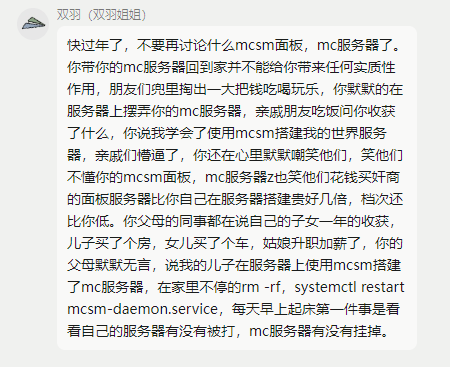 双羽（双羽姐姐）
快过年了，不要再讨论什么mcsm面板，mc服务器了。
你带你的mc服务器回到家并不能给你带来任何实质性
作用，朋友们兜里掏出一大把钱吃喝玩乐，你默默的在
服务器上摆弄你的mc服务器，亲戚朋友吃饭问你收获
了什么，你说我学会了使用mcsm搭建我的世界服务
器，亲戚们懵逼了，你还在心里默默嘲笑他们，笑他们
不懂你的mcsm面板，mc服务器z也笑他们花钱买奸商
的面板服务器比你自己在服务器搭建贵好几倍，档次还
比你低。你父母的同事都在说自己的子女一年的收获，
儿子买了个房，女儿买了个车，姑娘升职加薪了，你的
父母默默无言，说我的儿子在服务器上使用mcsm搭建
了mc服务器，在家里不停的rm -rf，systemctl restart
mcsm-daemon.service，每天早上起床第一件事是看
看自己的服务器有没有被打，mc服务器有没有挂掉。